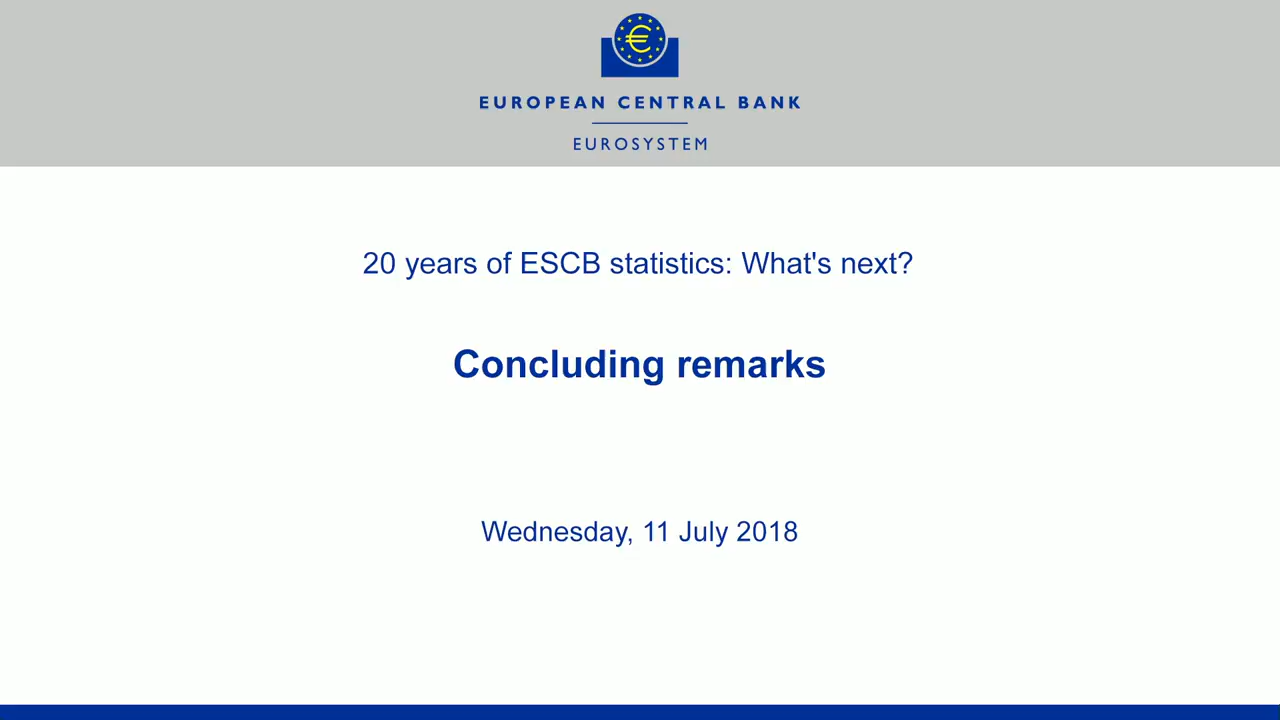 EUROPEAN CENTRAL BANK
EUROSYSTEM
20 years of ESCB statistics: What's next?
Concluding remarks
Wednesday, 11 July 2018